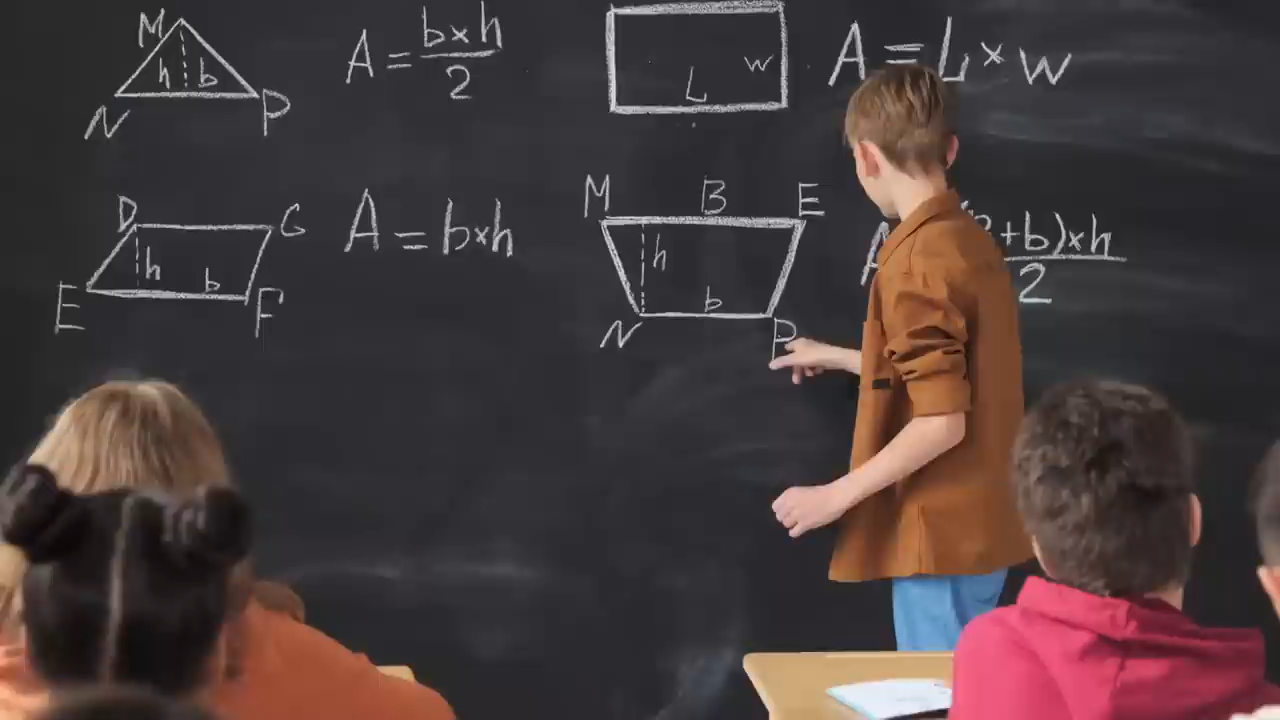 M
h b
N P
A = b×h
2
L w
A = L×w
D G
h b
E F
A = b×h
M B E
h
b
N P
+b)×h
2